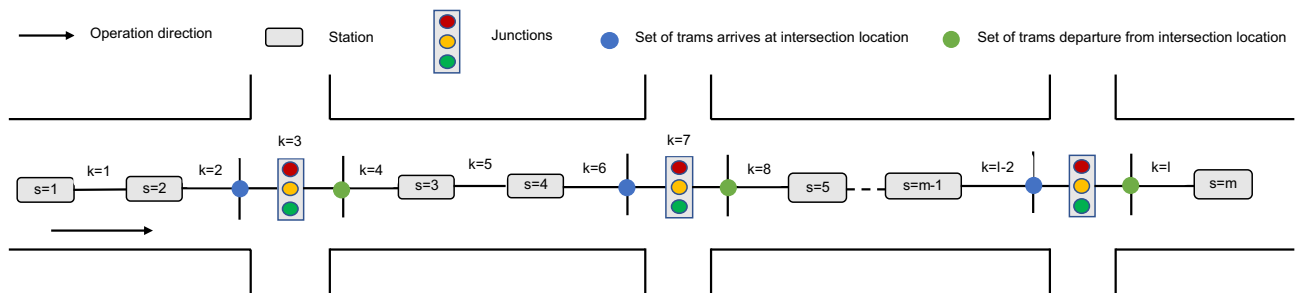 Operation direction
Station
Junctions
Set of trams arrives at intersection location
Set of trams departure from intersection location
k=3
k=7
k=1
k=2
k=4
k=5
k=6
k=8
k=l-2
k=l
s=1
s=2
s=3
s=4
s=5
s=m-1
s=m